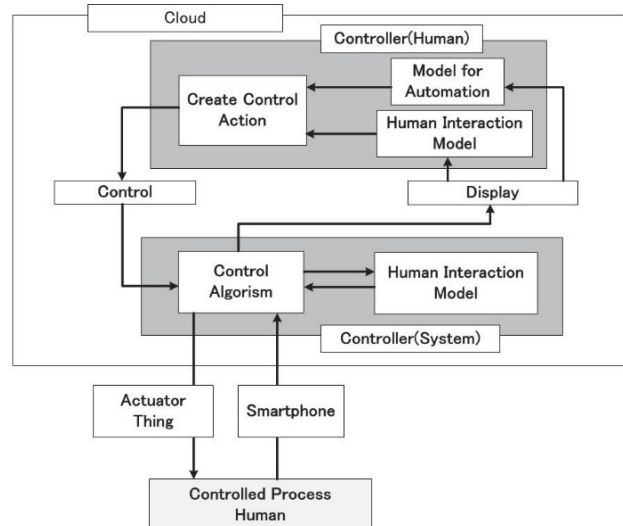 Cloud
Controller(Human)
Model for
Automation
Create Control
Action
Human Interaction
Model
Control
Display
Control
Algorism
Human Interaction
Model
Controller(System)
Actuator
Thing
Smartphone
Controlled Process
Human